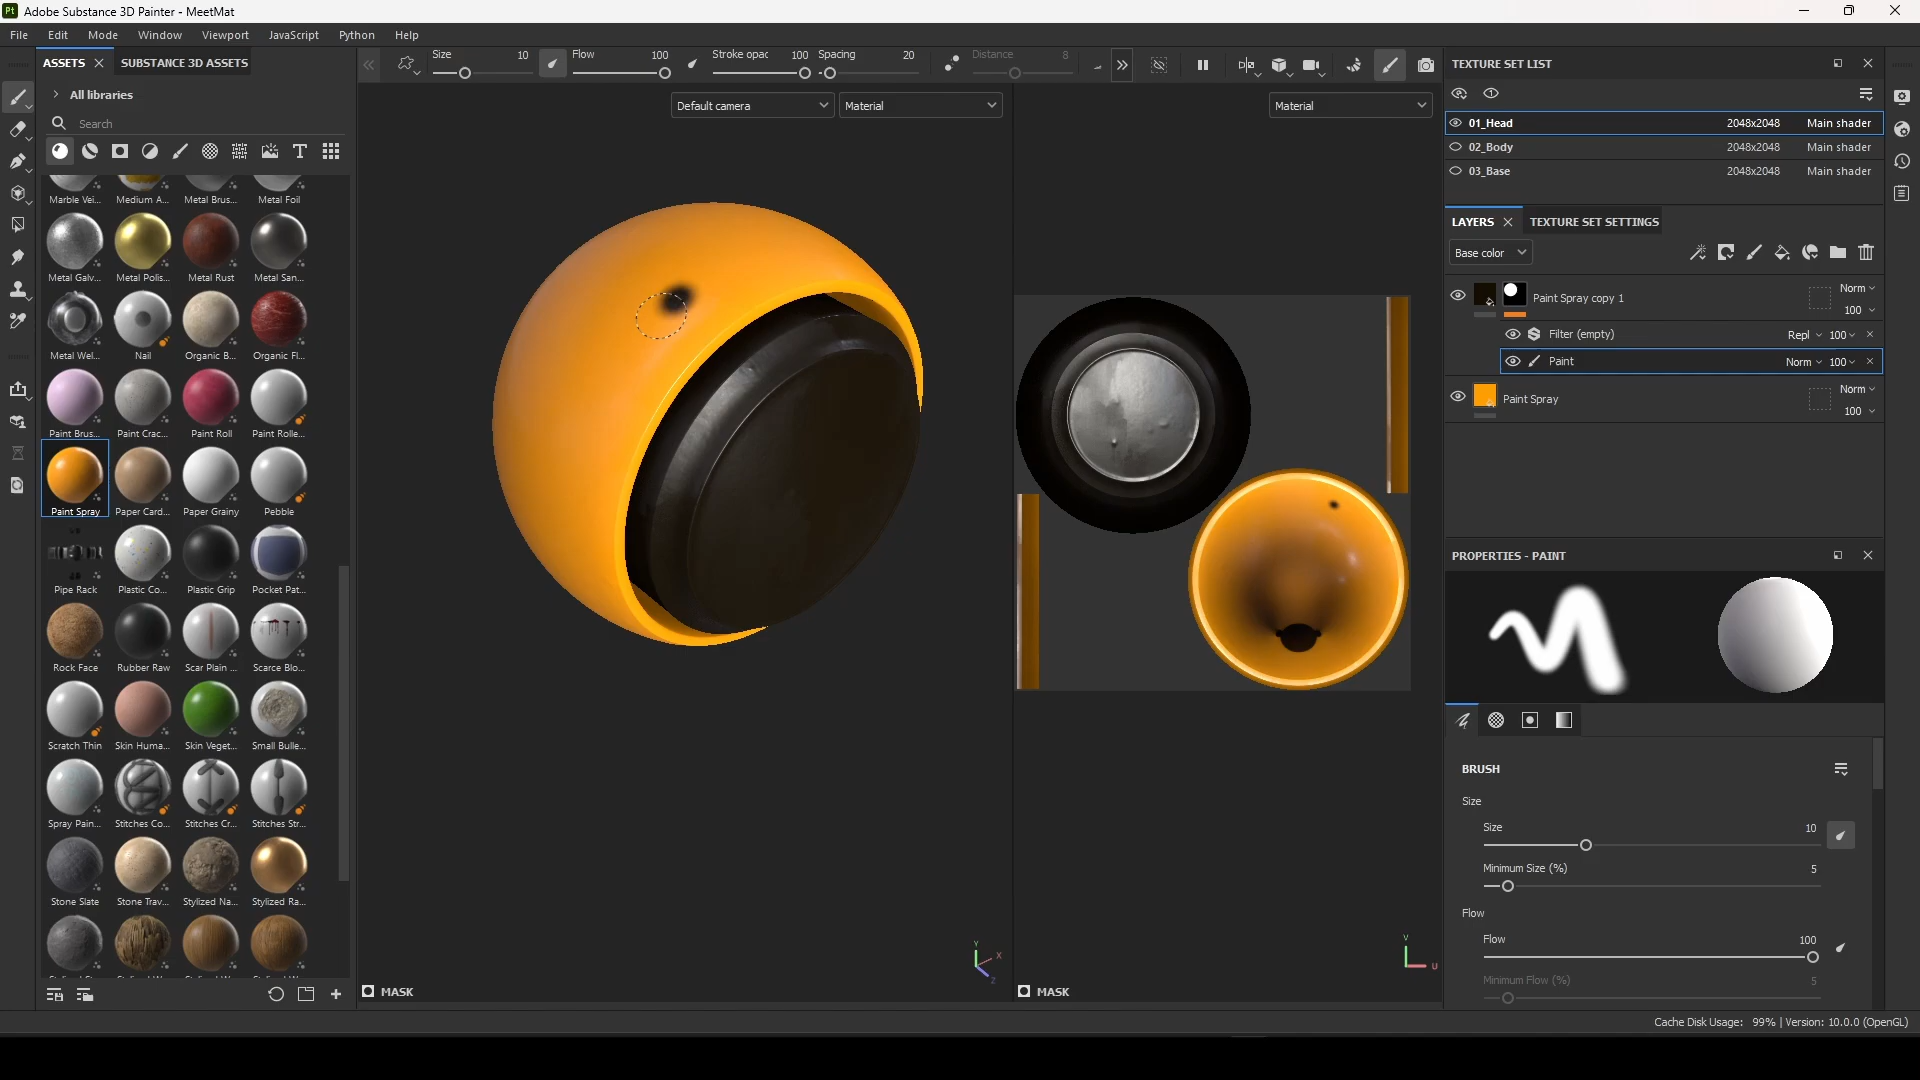 Pt Adobe Substance 3D Painter - MeetMat
File Edit Mode Window Viewport JavaScript Python Help
ASSETS SUBSTANCE 3D ASSETS
All libraries
Search
Marble Vei... Medium A... Metal Brus... Metal Foil
Metal Galv... Metal Polis... Metal Rust Metal San...
Metal Wel... Nail Organic B... Organic Fl...
Paint Brus... Paint Crac... Paint Roll Paint Rolle...
Paint Spray Paper Card... Paper Grainy Pebble
Pipe Rack Plastic Co... Plastic Grip Pocket Pat...
Rock Face Rubber Raw Scar Plain ... Scarce Blo...
Scratch Thin Skin Huma... Skin Veget... Small Bulle...
Spray Pain... Stitches Co... Stitches Cr... Stitches Str...
Stone Slate Stone Trav... Stylized Na... Stylized Ra...
Size 10 Flow 100 Stroke opac 100 Spacing 20 Distance 8
Default camera Material
Material
Y X Z
V U
MASK
MASK
TEXTURE SET LIST
01_Head 2048x2048 Main shader
02_Body 2048x2048 Main shader
03_Base 2048x2048 Main shader
LAYERS TEXTURE SET SETTINGS
Base color
Paint Spray copy 1 Norm 100
Filter (empty) Repl 100
Paint Norm 100
Paint Spray Norm 100
PROPERTIES - PAINT
BRUSH
Size
Size 10
Minimum Size (%) 5
Flow
Flow 100
Minimum Flow (%) 5
Cache Disk Usage: 99% | Version: 10.0.0 (OpenGL)